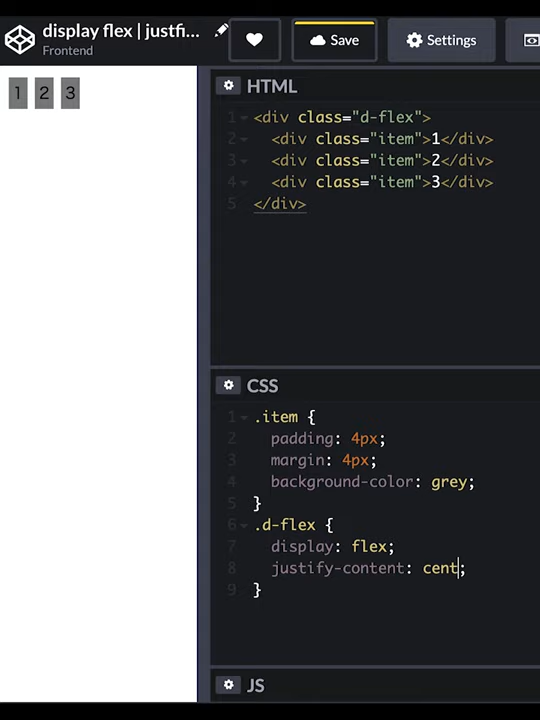 display flex | justfi...
Frontend
Save
Settings
1 2 3
HTML
1 <div class="d-flex">
2 <div class="item">1</div>
3 <div class="item">2</div>
4 <div class="item">3</div>
5 </div>
CSS
1 .item {
2 padding: 4px;
3 margin: 4px;
4 background-color: grey;
5 }
6 .d-flex {
7 display: flex;
8 justify-content: cent;
9 }
JS